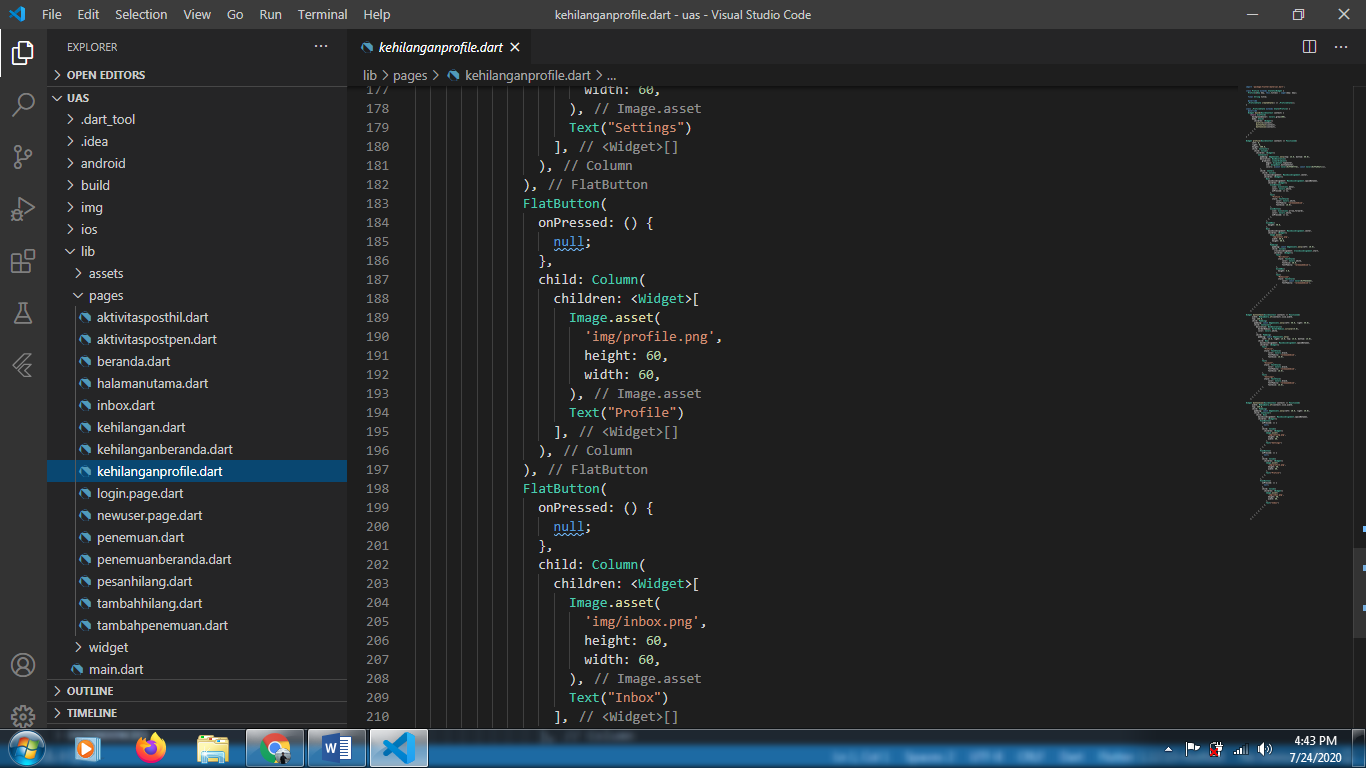 File Edit Selection View Go Run Terminal Help
kehilanganprofile.dart - uas - Visual Studio Code
EXPLORER
OPEN EDITORS
UAS
.dart_tool
.idea
android
build
img
ios
lib
assets
pages
aktivitasposthil.dart
aktivitaspostpen.dart
beranda.dart
halamanutama.dart
inbox.dart
kehilangan.dart
kehilanganberanda.dart
kehilanganprofile.dart
login.page.dart
newuser.page.dart
penemuan.dart
penemuanberanda.dart
pesanhilang.dart
tambahhilang.dart
tambahpenemuan.dart
widget
main.dart
OUTLINE
TIMELINE
kehilanganprofile.dart
lib > pages > kehilanganprofile.dart > ...
177 width: 60,
178 ), // Image.asset
179 Text("Settings")
180 ], // <Widget>[]
181 ), // Column
182 ), // FlatButton
183 FlatButton(
184 onPressed: () {
185 null;
186 },
187 child: Column(
188 children: <Widget>[
189 Image.asset(
190 'img/profile.png',
191 height: 60,
192 width: 60,
193 ), // Image.asset
194 Text("Profile")
195 ], // <Widget>[]
196 ), // Column
197 ), // FlatButton
198 FlatButton(
199 onPressed: () {
200 null;
201 },
202 child: Column(
203 children: <Widget>[
204 Image.asset(
205 'img/inbox.png',
206 height: 60,
207 width: 60,
208 ), // Image.asset
209 Text("Inbox")
210 ], // <Widget>[]
4:43 PM
7/24/2020